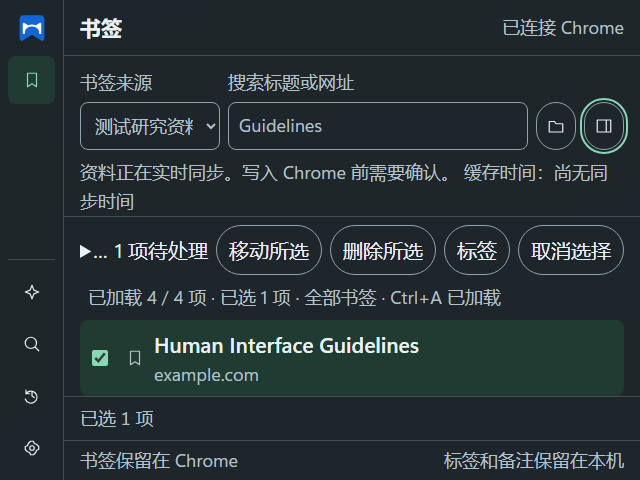 书签
已连接 Chrome
书签来源
搜索标题或网址
测试研究资料
Guidelines
资料正在实时同步。写入 Chrome 前需要确认。 缓存时间：尚无同
步时间
▶... 1 项待处理
移动所选
删除所选
标签
取消选择
已加载 4 / 4 项 · 已选 1 项 · 全部书签 · Ctrl+A 已加载
Human Interface Guidelines
example.com
已选 1 项
书签保留在 Chrome
标签和备注保留在本机